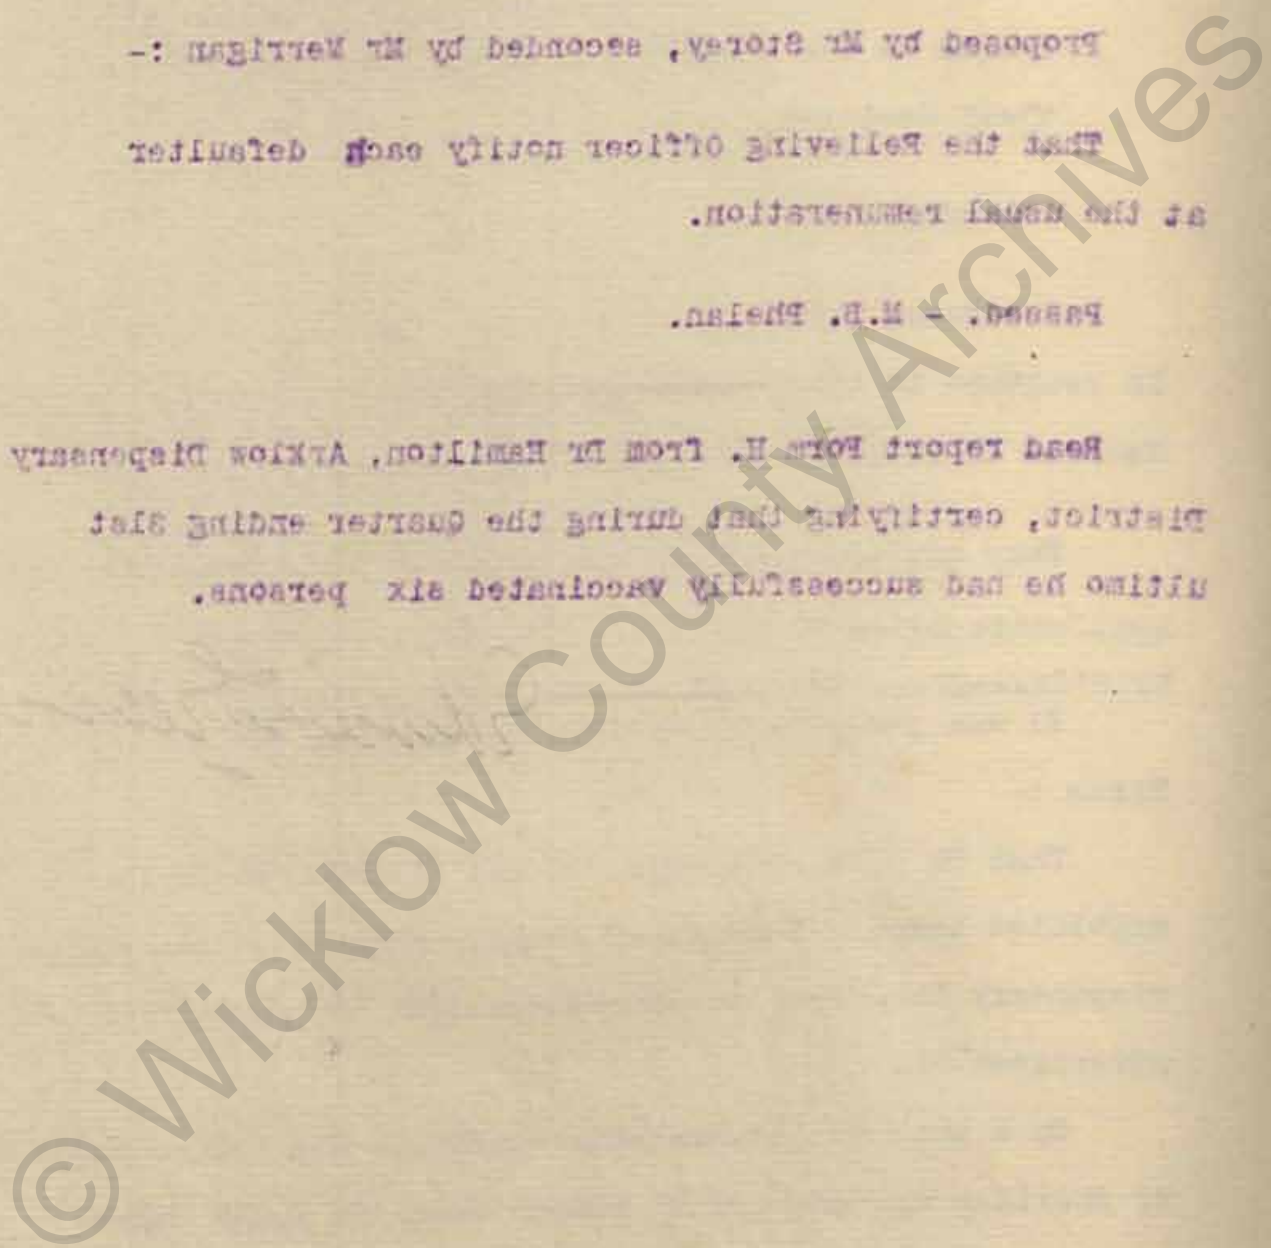 Proposed by Mr Storey, seconded by Mr Merrigan :-
That the Relieving Officer notify each defaulter
at the usual remuneration.
Passed. - M.B. Phelan.
Read report Form H. from Dr Hamilton, Arklow Dispensary
District, certifying that during the Quarter ending 31st
ultimo he had successfully vaccinated six persons.
© Wicklow County Archives